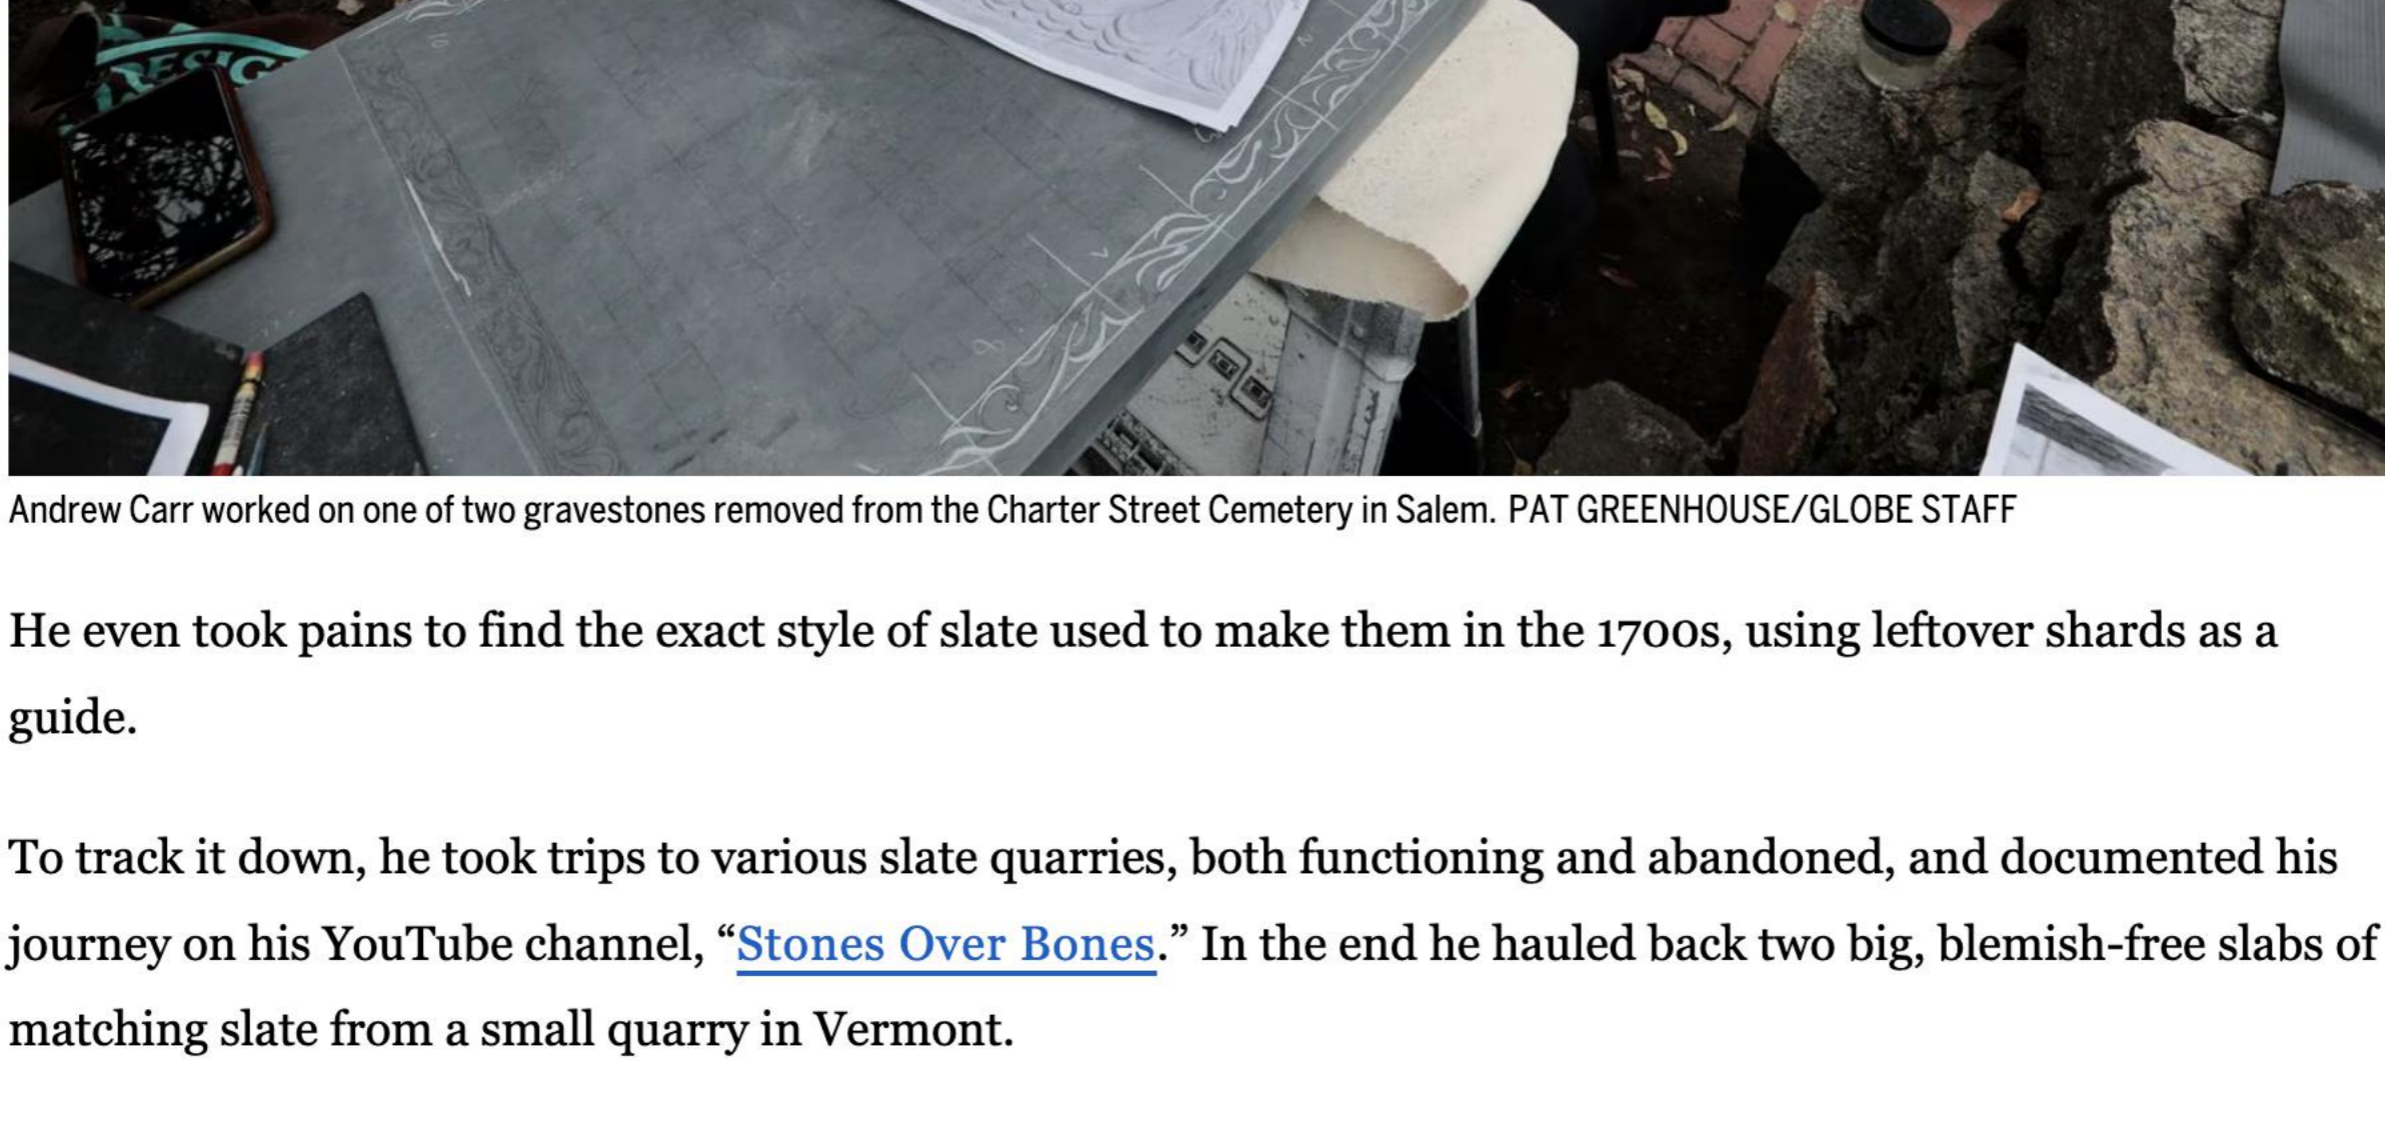 DESIG
Andrew Carr worked on one of two gravestones removed from the Charter Street Cemetery in Salem. PAT GREENHOUSE/GLOBE STAFF
He even took pains to find the exact style of slate used to make them in the 1700s, using leftover shards as a
guide.
To track it down, he took trips to various slate quarries, both functioning and abandoned, and documented his
journey on his YouTube channel, “Stones Over Bones.” In the end he hauled back two big, blemish-free slabs of
matching slate from a small quarry in Vermont.